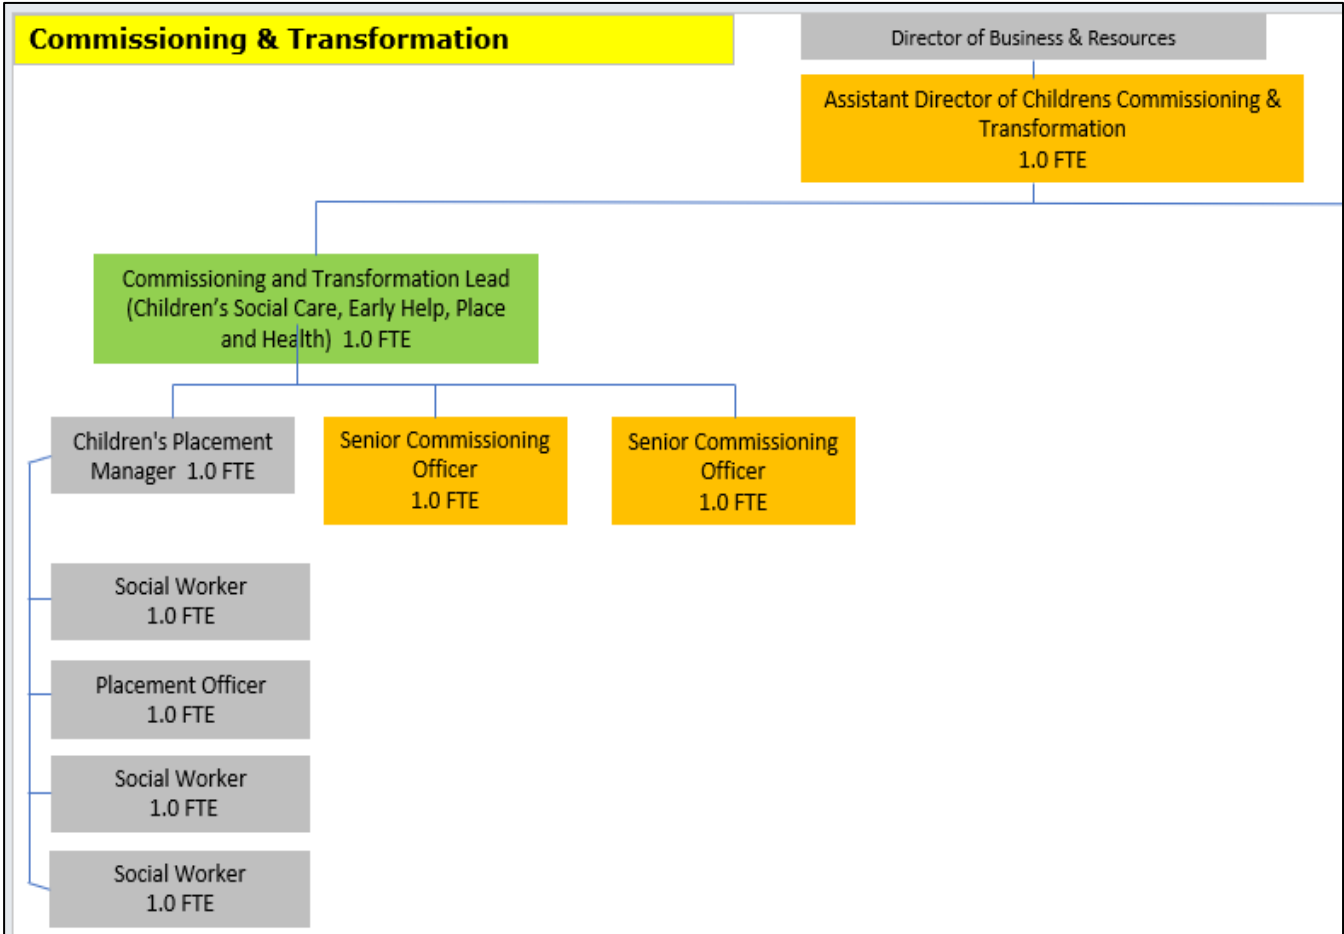 Commissioning & Transformation
Director of Business & Resources
Assistant Director of Childrens Commissioning &
Transformation
1.0 FTE
Commissioning and Transformation Lead
(Children’s Social Care, Early Help, Place
and Health)  1.0 FTE
Children's Placement
Manager  1.0 FTE
Senior Commissioning
Officer
1.0 FTE
Senior Commissioning
Officer
1.0 FTE
Social Worker
1.0 FTE
Placement Officer
1.0 FTE
Social Worker
1.0 FTE
Social Worker
1.0 FTE